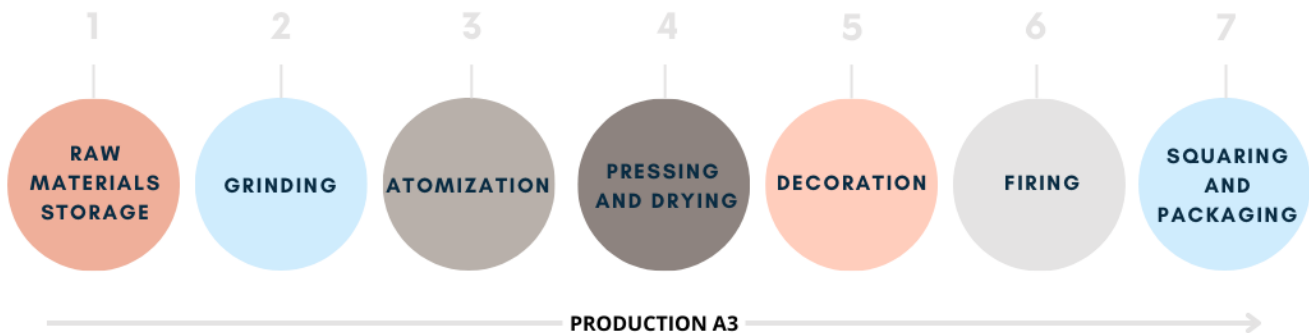 1 2 3 4 5 6 7
RAW
MATERIALS
STORAGE
GRINDING
ATOMIZATION
PRESSING
AND DRYING
DECORATION
FIRING
SQUARING
AND
PACKAGING
PRODUCTION A3